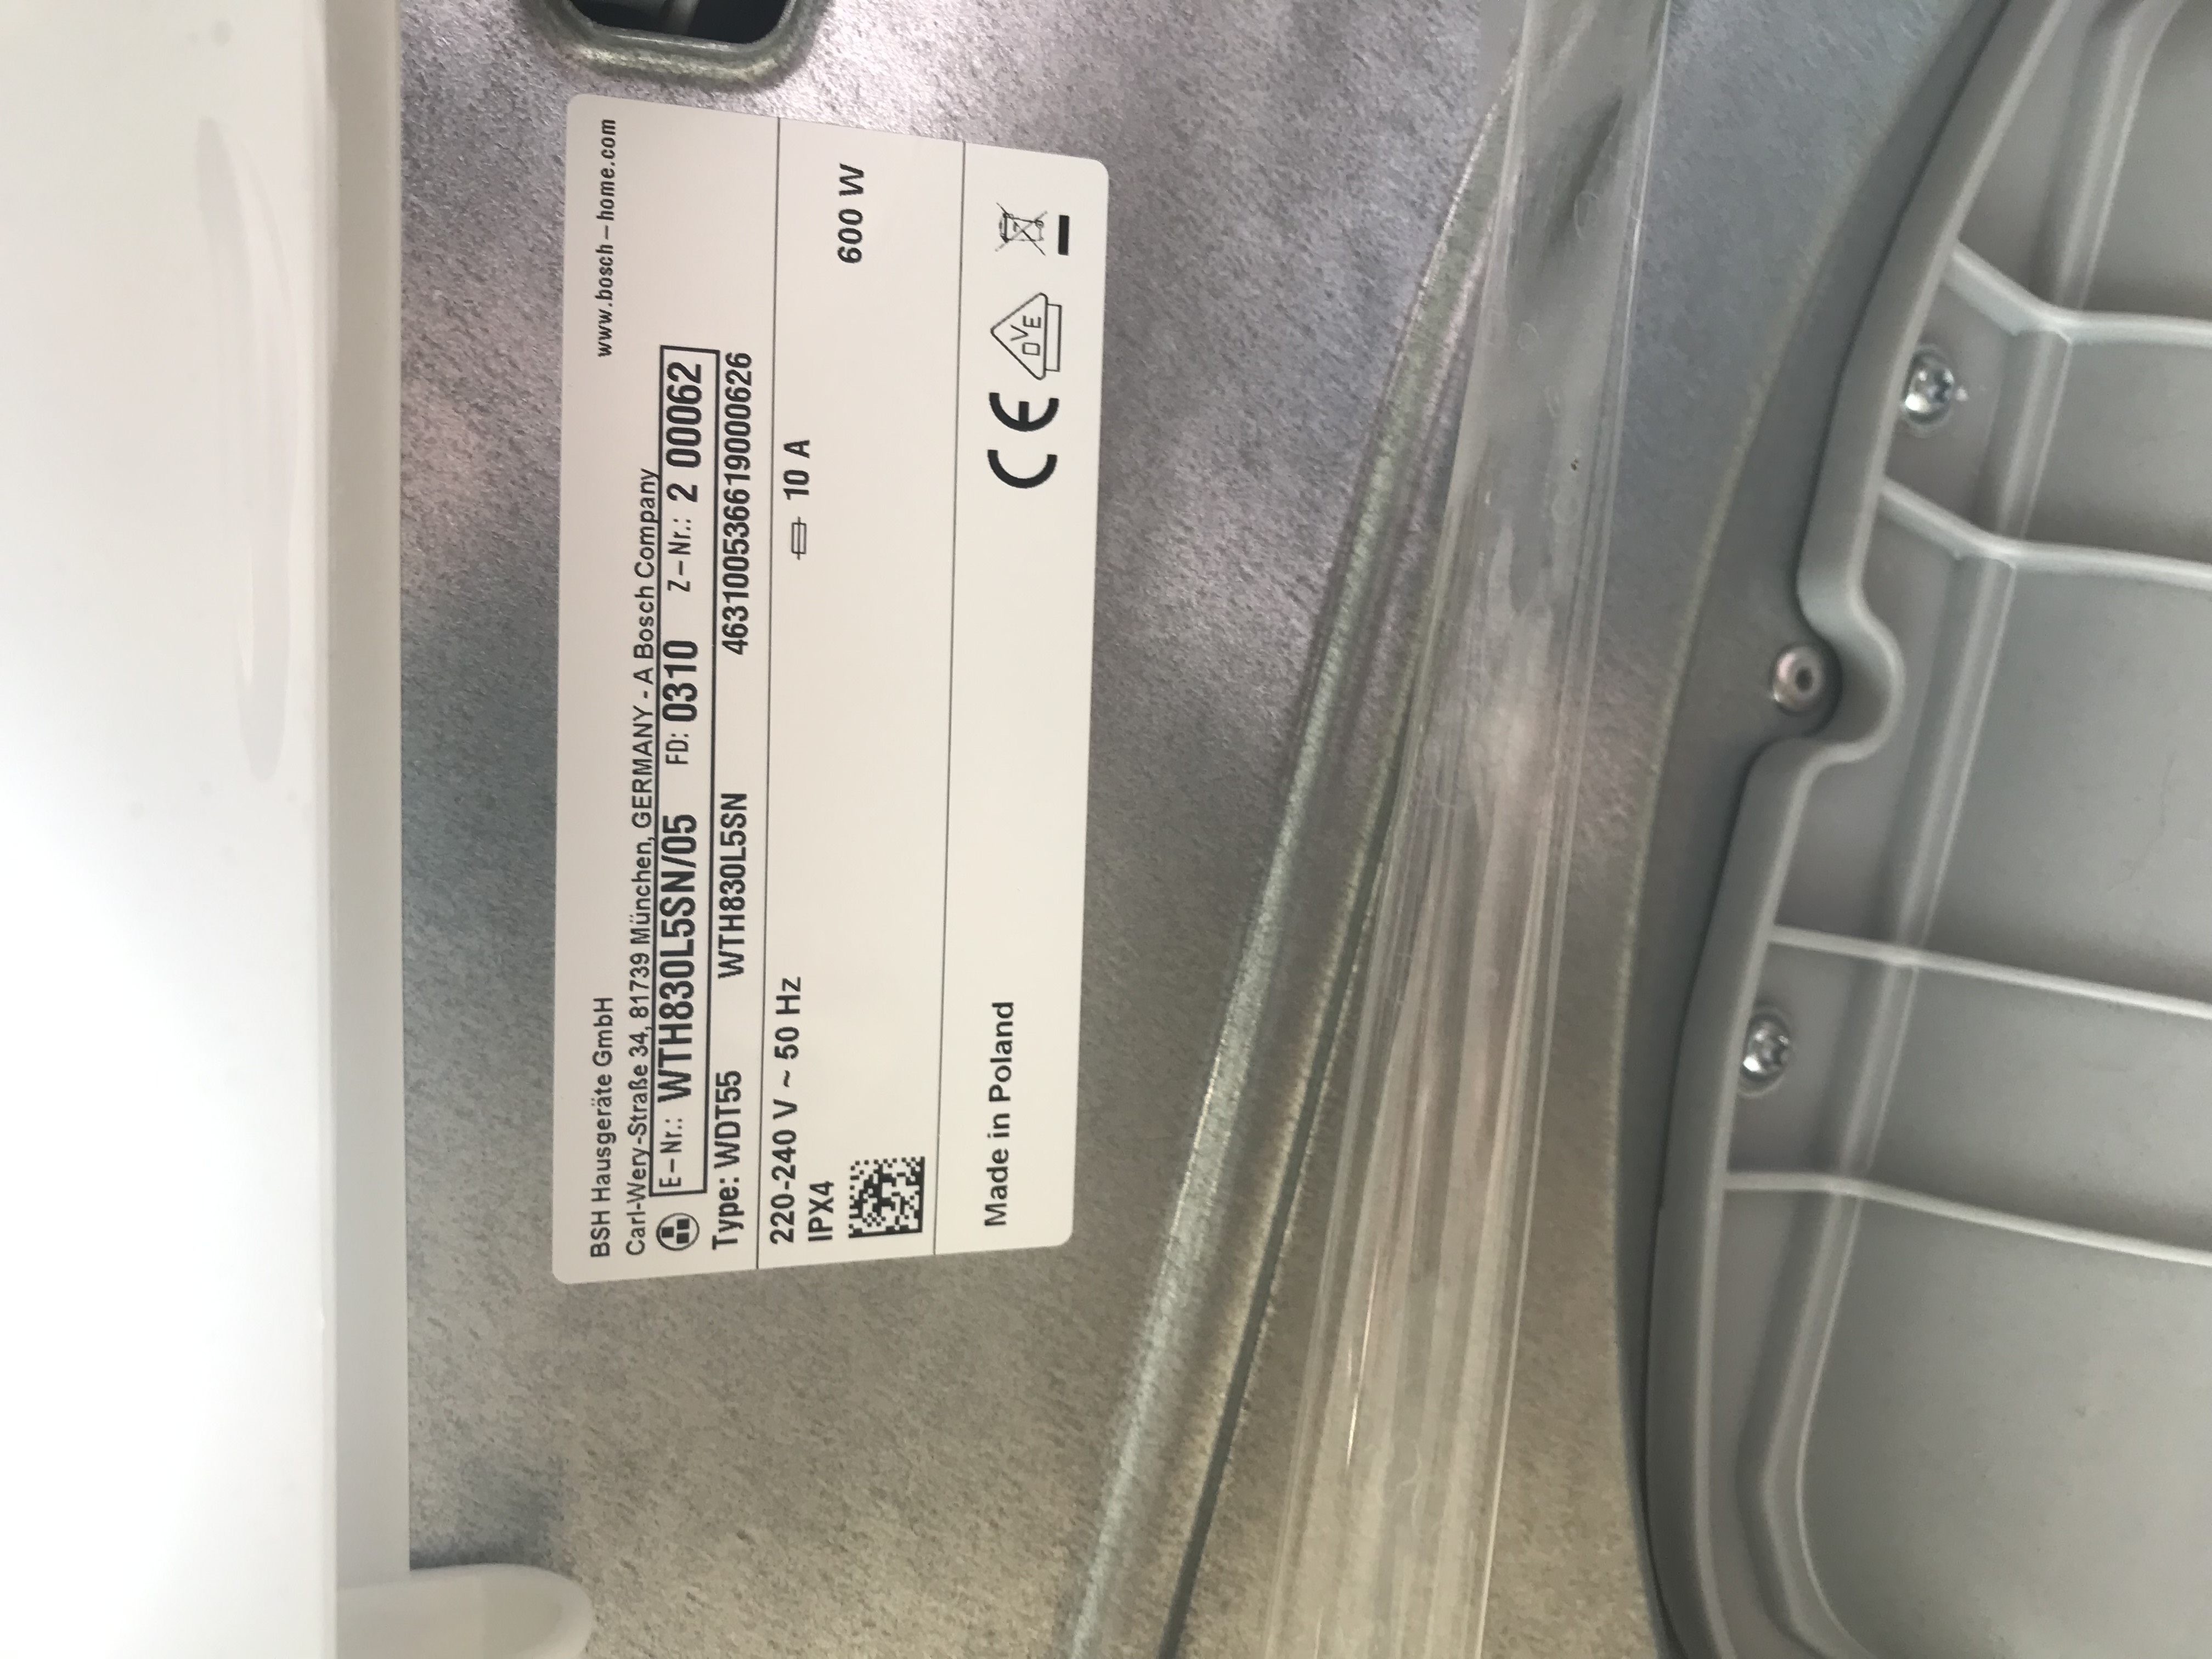 BSH Hausgeräte GmbH www.bosch-home.com
Carl-Wery-Straße 34, 81739 München, GERMANY - A Bosch Company
E-Nr.: WTH830L5SN/05 FD: 0310 Z-Nr.: 2 00062
Type: WDT55 WTH830L5SN 463100536619000626
220-240 V ~ 50 Hz 10 A
IPX4 600 W
Made in Poland CE DVE